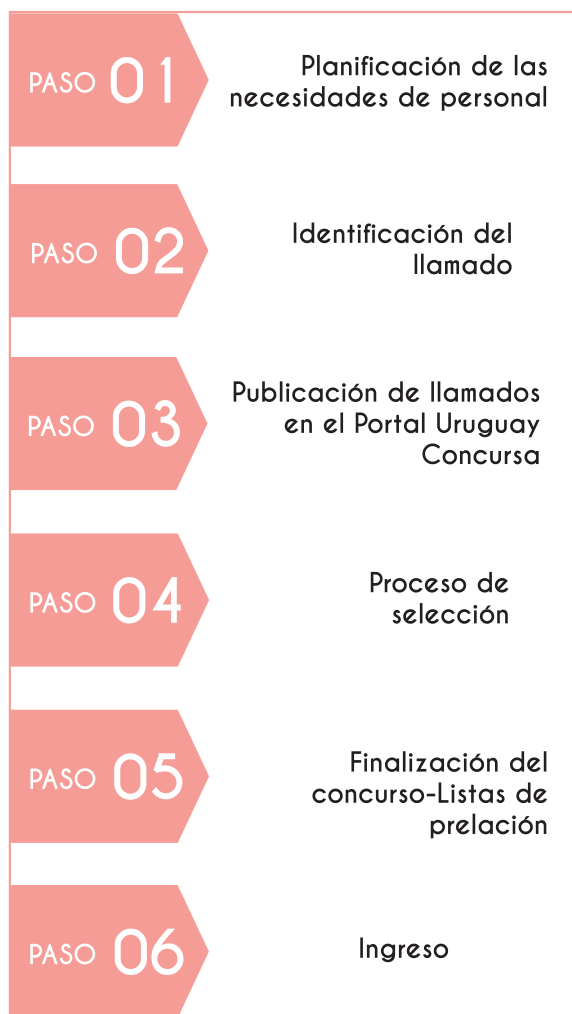 PASO 01
Planificación de las
necesidades de personal
PASO 02
Identificación del
llamado
PASO 03
Publicación de llamados
en el Portal Uruguay
Concursa
PASO 04
Proceso de
selección
PASO 05
Finalización del
concurso-Listas de
prelación
PASO 06
Ingreso